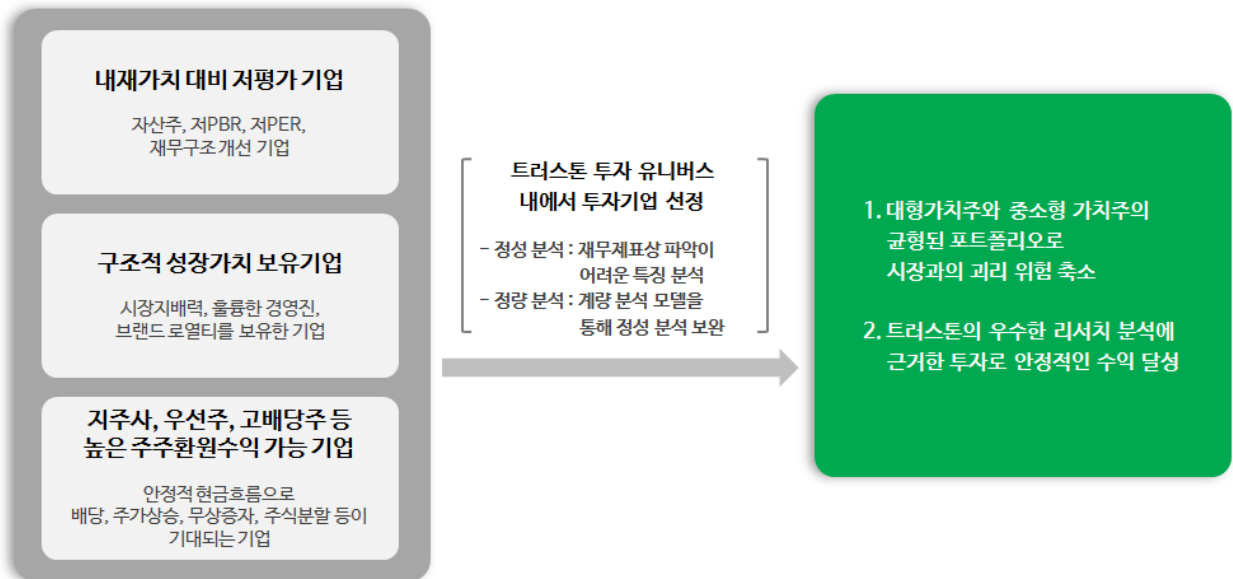 내재가치 대비 저평가 기업
자산주, 저PBR, 저PER,
재무구조 개선 기업
구조적 성장가치 보유기업
시장지배력, 훌륭한 경영진,
브랜드 로열티를 보유한 기업
지주사, 우선주, 고배당주 등
높은 주주환원수익 가능 기업
안정적 현금흐름으로
배당, 주가상승, 무상증자, 주식분할 등이
기대되는 기업
트러스톤 투자 유니버스
내에서 투자기업 선정
- 정성 분석 : 재무제표상 파악이
어려운 특징 분석
- 정량 분석 : 계량 분석 모델을
통해 정성 분석 보완
1. 대형가치주와 중소형 가치주의
균형된 포트폴리오로
시장과의 괴리 위험 축소
2. 트러스톤의 우수한 리서치 분석에
근거한 투자로 안정적인 수익 달성